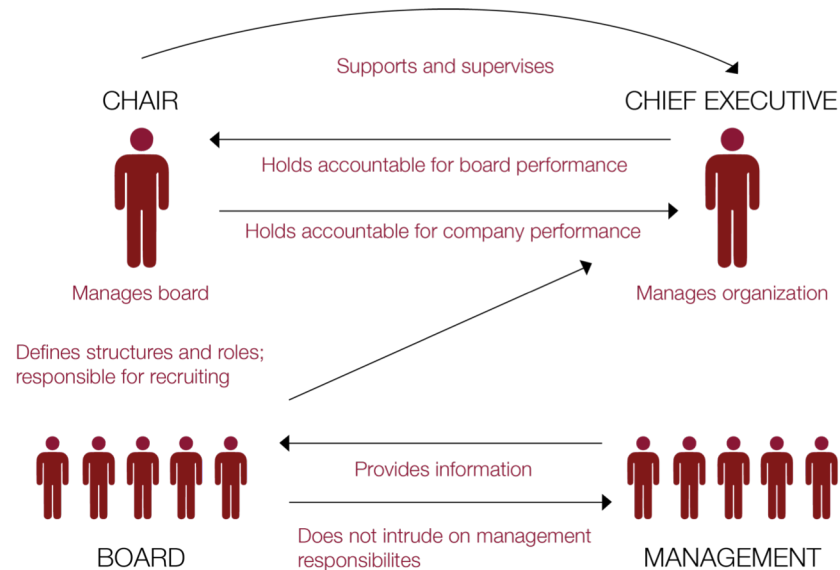 Supports and supervises
CHAIR
CHIEF EXECUTIVE
Holds accountable for board performance
Holds accountable for company performance
Manages board
Manages organization
Defines structures and roles;
responsible for recruiting
Provides information
Does not intrude on management
responsibilites
BOARD
MANAGEMENT